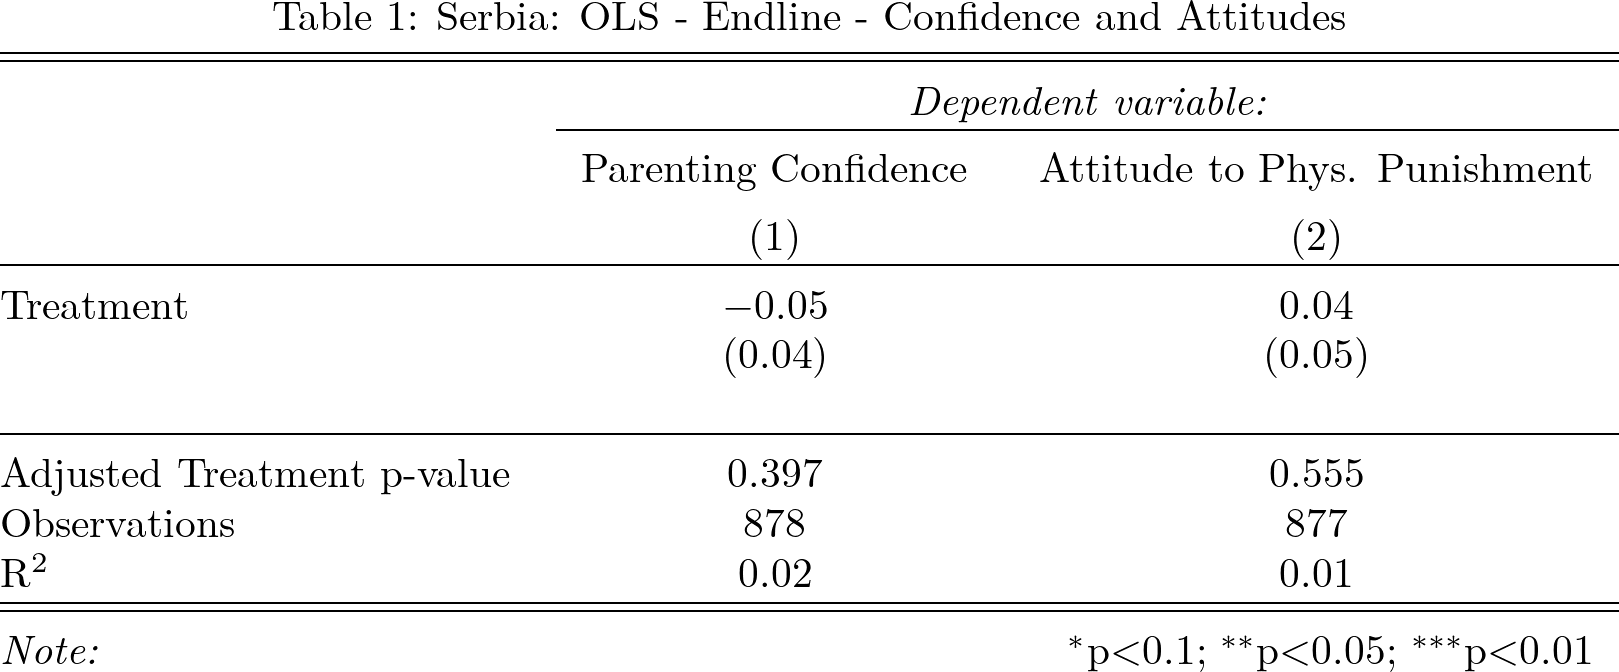 Table 1: Serbia: OLS - Endline - Confidence and Attitudes
Dependent variable:
Parenting Confidence Attitude to Phys. Punishment
(1) (2)
Treatment −0.05 0.04
(0.04) (0.05)
Adjusted Treatment p-value 0.397 0.555
Observations 878 877
R² 0.02 0.01
Note: *p<0.1; **p<0.05; ***p<0.01